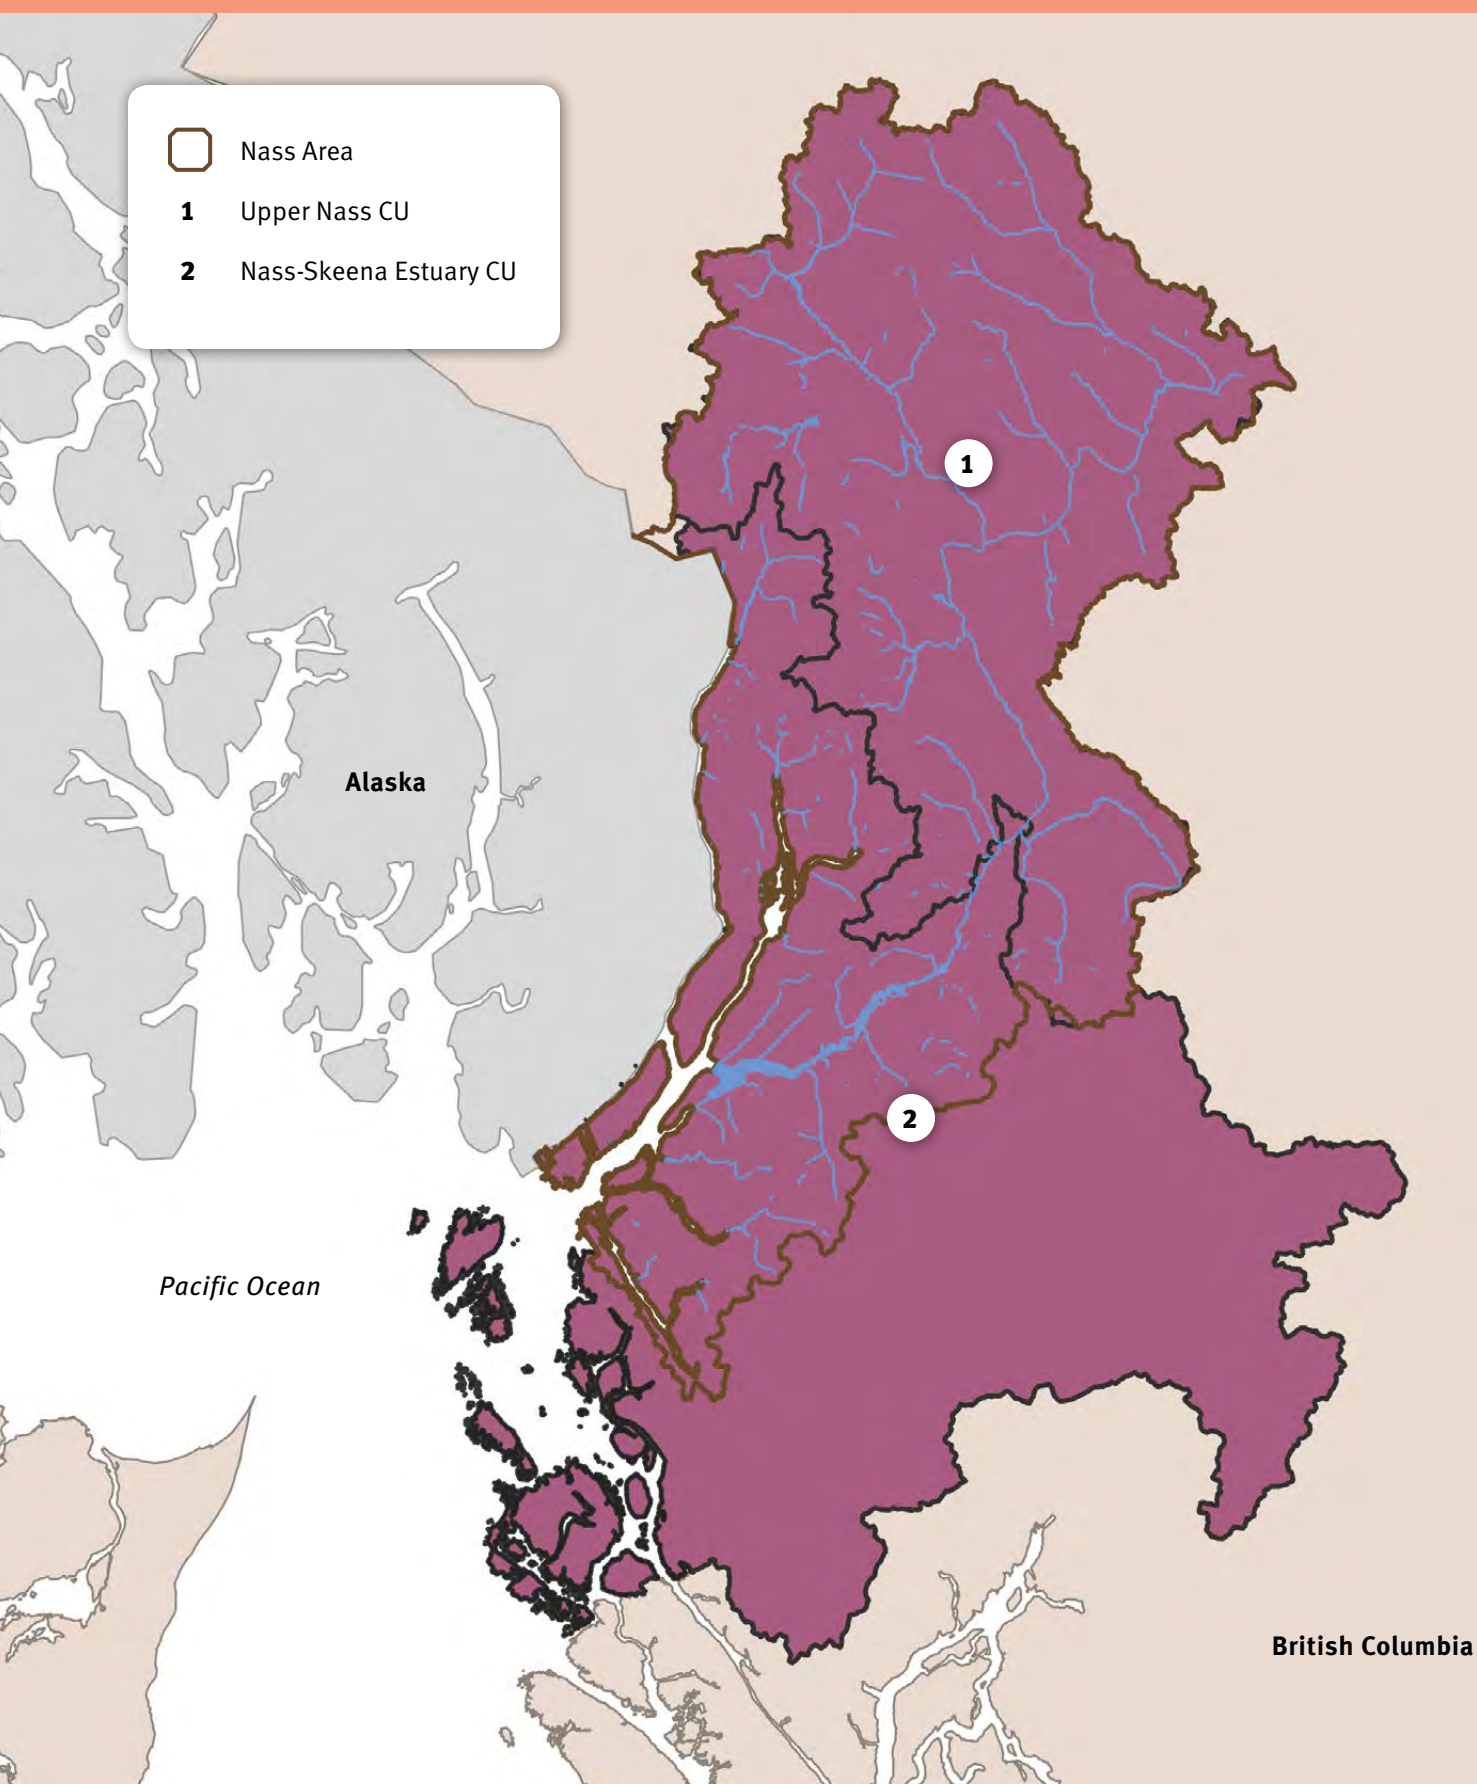 Nass Area
1 Upper Nass CU
2 Nass-Skeena Estuary CU
1
Alaska
2
Pacific Ocean
British Columbia